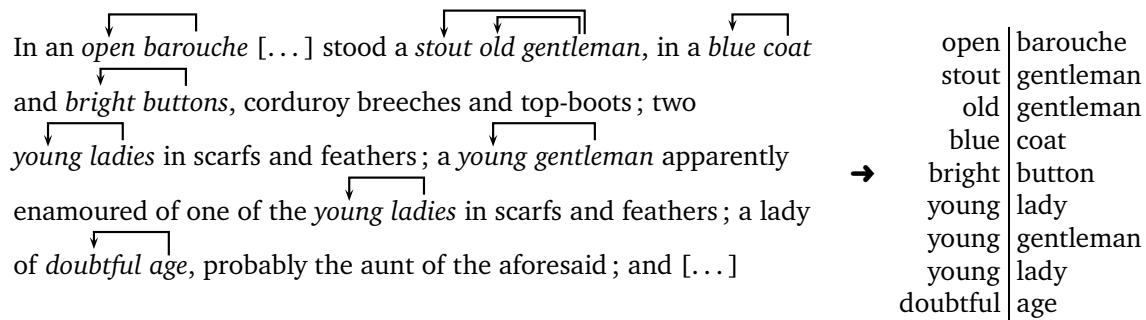 In an open barouche [...] stood a stout old gentleman, in a blue coat
and bright buttons, corduroy breeches and top-boots; two
young ladies in scarfs and feathers; a young gentleman apparently
enamoured of one of the young ladies in scarfs and feathers; a lady
of doubtful age, probably the aunt of the aforesaid; and [...]
➜
open barouche
stout gentleman
old gentleman
blue coat
bright button
young lady
young gentleman
young lady
doubtful age